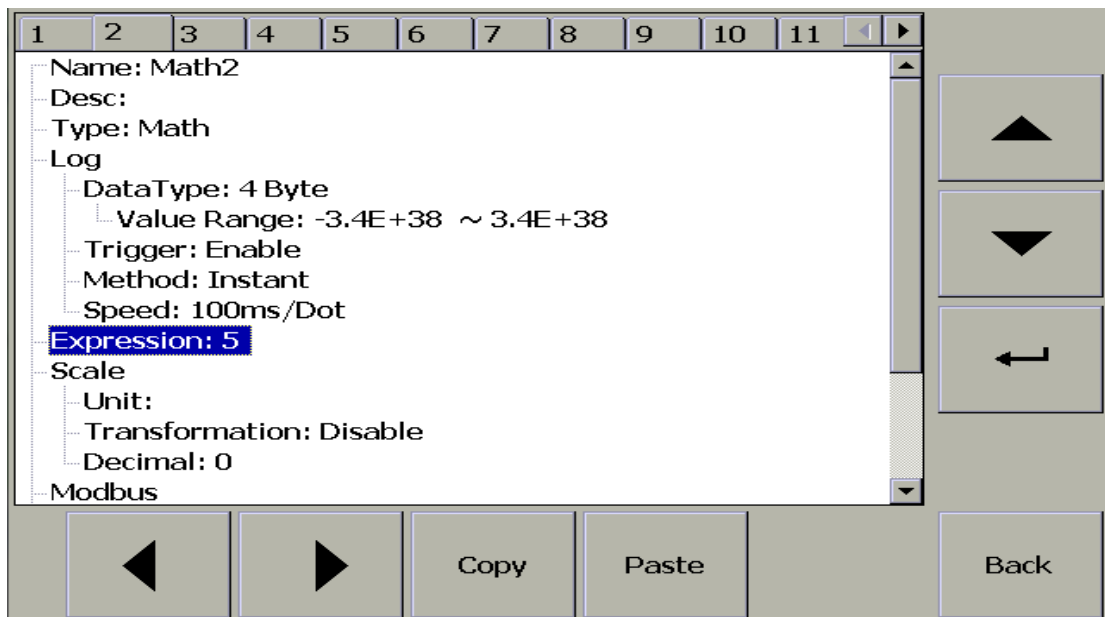 1 2 3 4 5 6 7 8 9 10 11
Name: Math2
Desc:
Type: Math
Log
DataType: 4 Byte
Value Range: -3.4E+38 ~ 3.4E+38
Trigger: Enable
Method: Instant
Speed: 100ms/Dot
Expression: 5
Scale
Unit:
Transformation: Disable
Decimal: 0
Modbus
Copy Paste Back